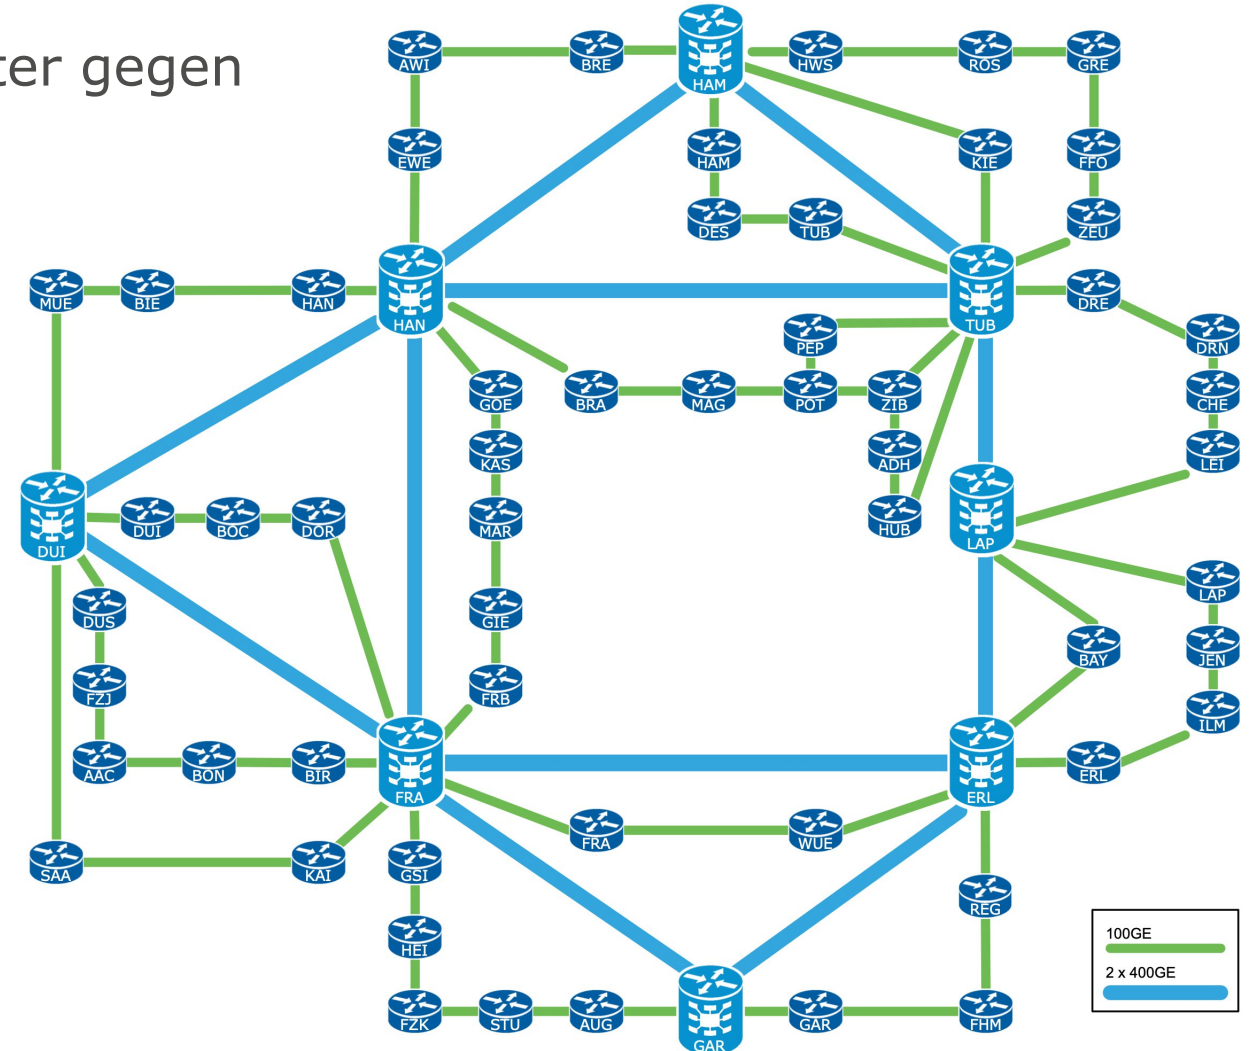 ter gegen
AWI
BRE
HAM
HWS
ROS
GRE
EWE
HAM
KIE
FFO
DES
TUB
ZEU
MUE
BIE
HAN
HAN
TUB
DRE
PEP
DRN
GOE
BRA
MAG
POT
ZIB
CHE
KAS
ADH
LEI
DUI
DUI
BOC
DOR
MAR
HUB
LAP
DUS
GIE
LAP
BAY
JEN
FZJ
FRB
ILM
AAC
BON
BIR
FRA
ERL
ERL
FRA
WUE
SAA
KAI
GSI
REG
HEI
100GE
2 x 400GE
FZK
STU
AUG
GAR
GAR
FHM